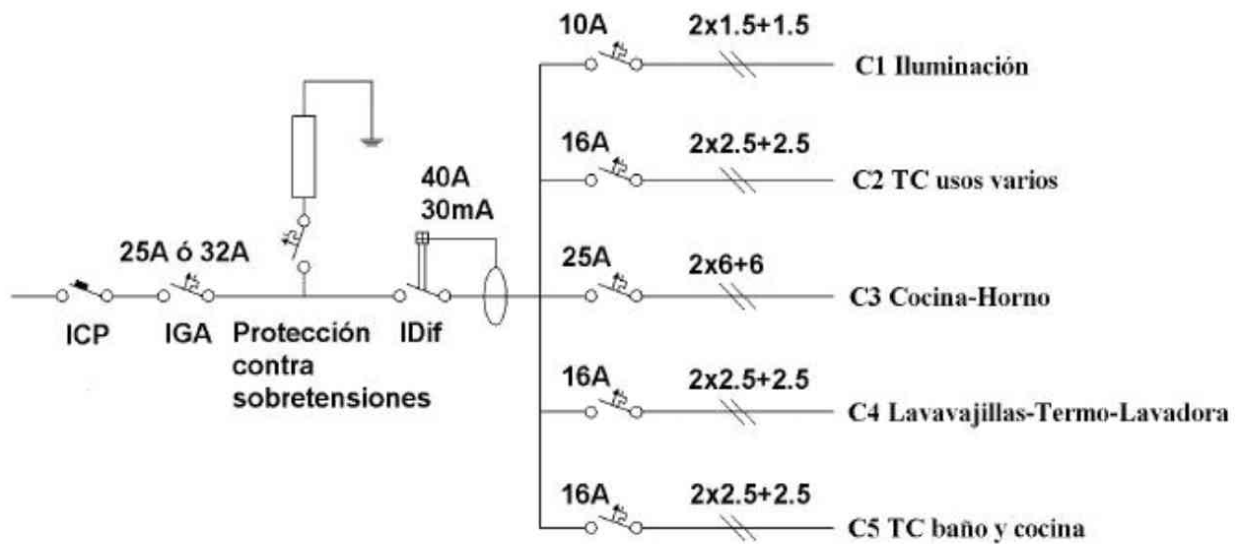 10A
2x1.5+1.5
C1 Iluminación
16A
2x2.5+2.5
C2 TC usos varios
40A
30mA
25A ó 32A
25A
2x6+6
C3 Cocina-Horno
ICP
IGA
Protección
contra
sobretensiones
IDif
16A
2x2.5+2.5
C4 Lavavajillas-Termo-Lavadora
16A
2x2.5+2.5
C5 TC baño y cocina